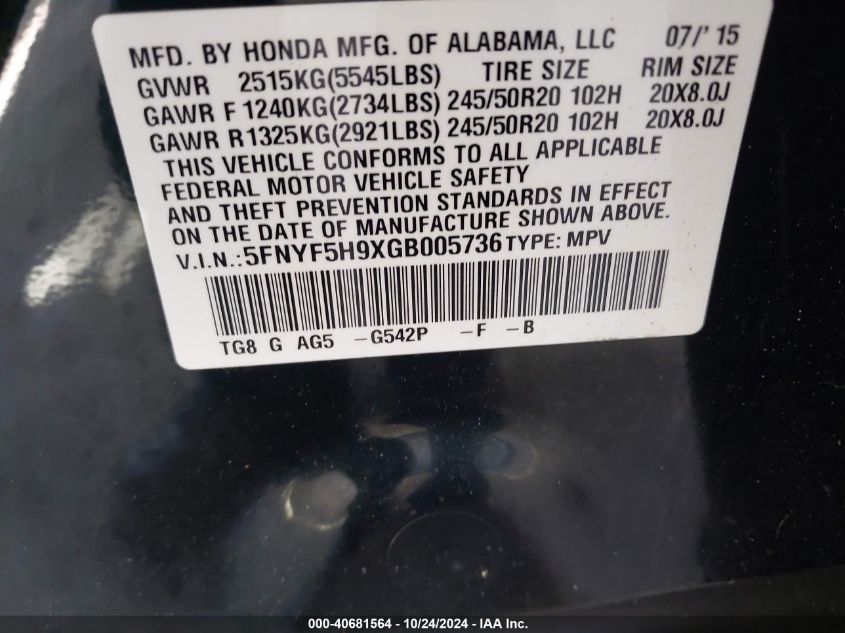 MFD. BY HONDA MFG. OF ALABAMA, LLC 07/' 15
GVWR 2515KG(5545LBS) TIRE SIZE RIM SIZE
GAWR F 1240KG(2734LBS) 245/50R20 102H 20X8.0J
GAWR R1325KG(2921LBS) 245/50R20 102H 20X8.0J
THIS VEHICLE CONFORMS TO ALL APPLICABLE
FEDERAL MOTOR VEHICLE SAFETY
AND THEFT PREVENTION STANDARDS IN EFFECT
ON THE DATE OF MANUFACTURE SHOWN ABOVE.
V.I.N.:5FNYF5H9XGB005736 TYPE: MPV
TG8 G AG5 -G542P -F -B
000-40681564 - 10/24/2024 - IAA Inc.